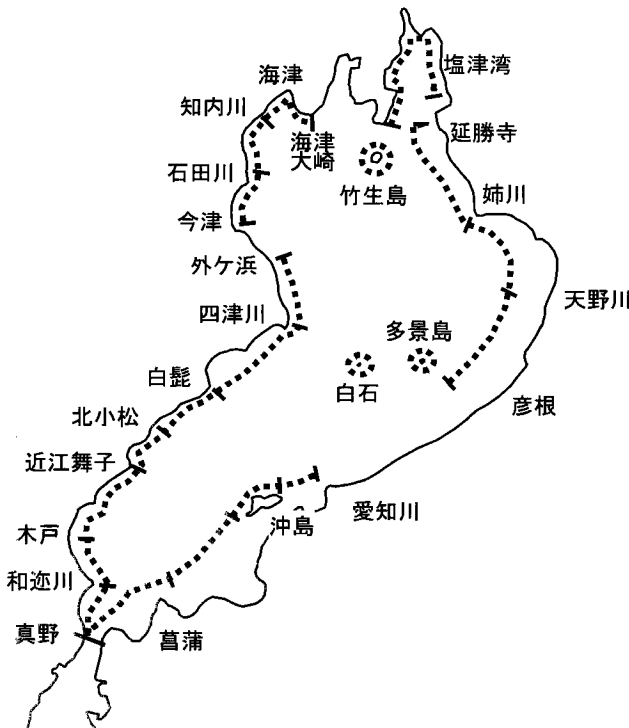 塩津湾
海津
知内川
延勝寺
海津
大崎
石田川
竹生島
姉川
今津
外ケ浜
天野川
四津川
多景島
白髭
白石
彦根
北小松
近江舞子
愛知川
沖島
木戸
和迩川
真野
菖蒲